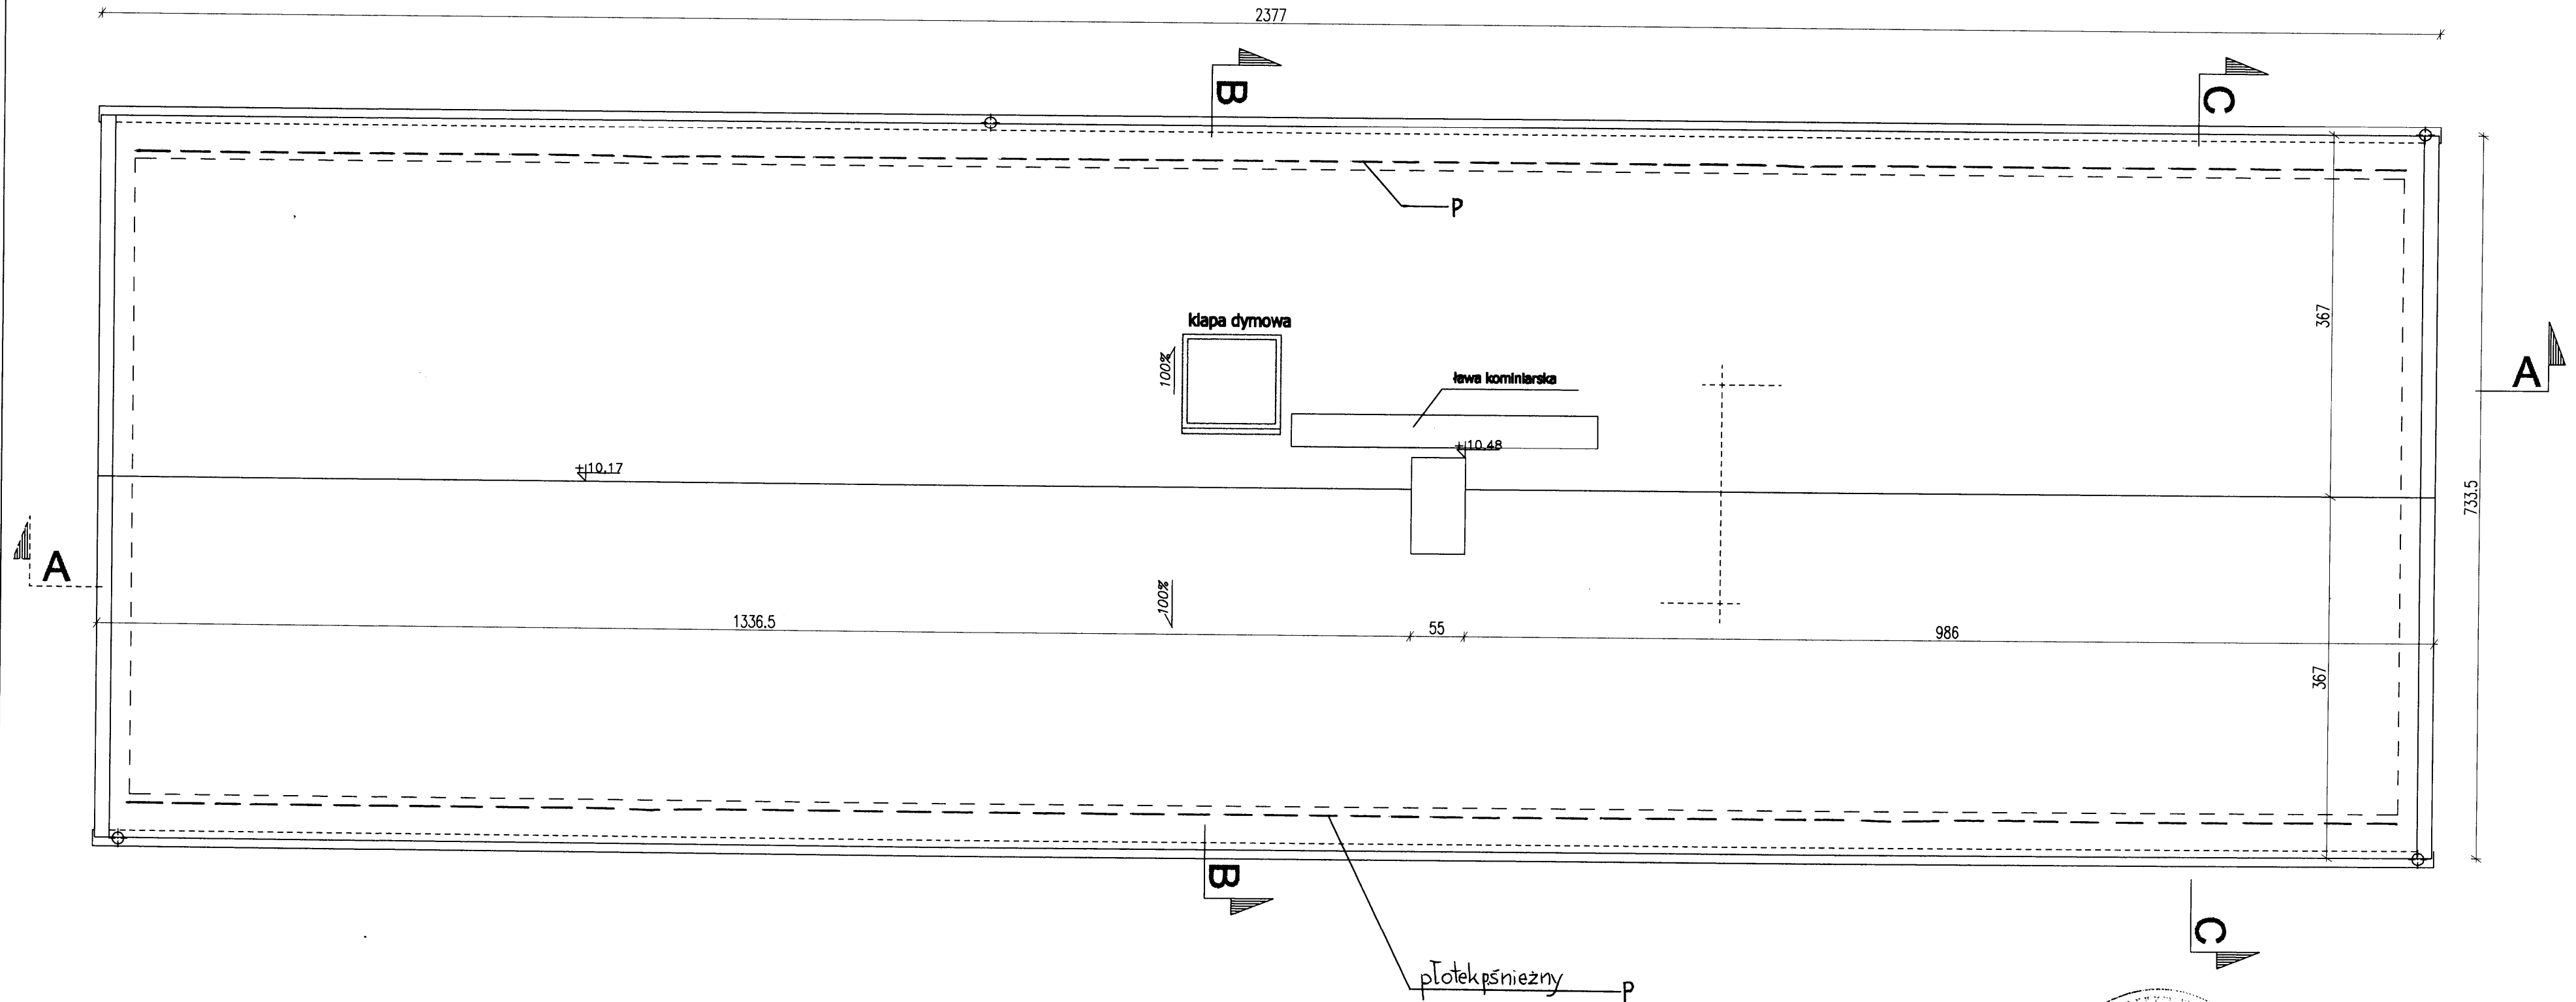 2377
B
C
P
klapa dymowa
100%
ława kominiarska
367
A
+10.48
+10.17
733.5
A
100%
1336.5
55
986
367
B
C
płotek pśnieżny
P